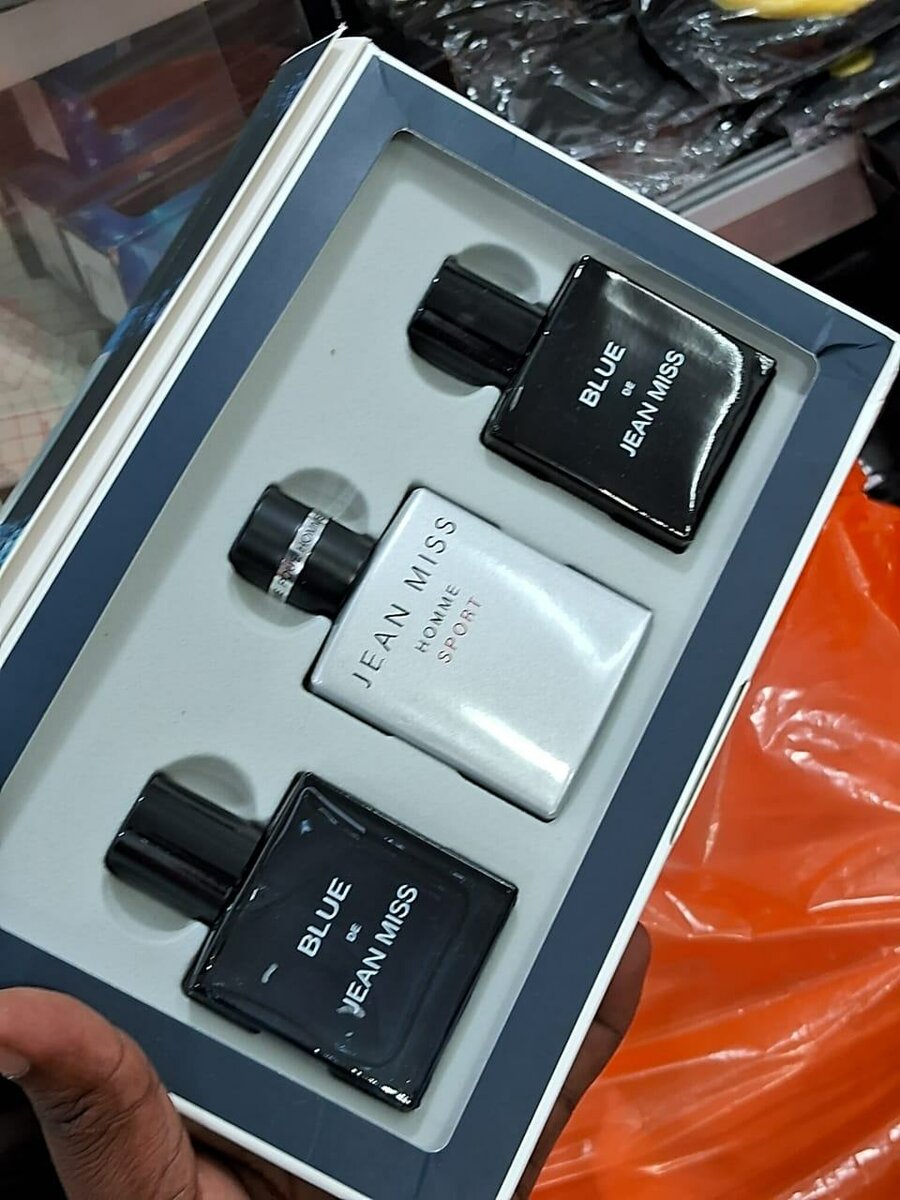 BLUE
DE
JEAN MISS
JEAN MISS
HOMME
SPORT
BLUE
DE
JEAN MISS